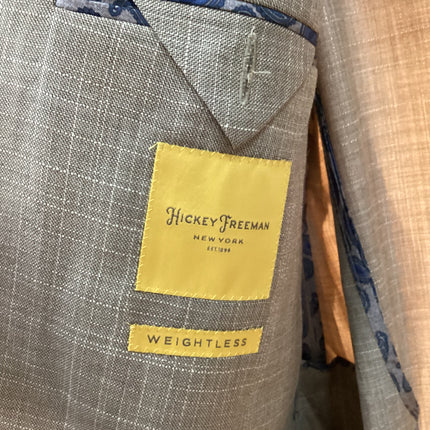 HICKEY FREEMAN
NEW YORK
EST. 1899
WEIGHTLESS